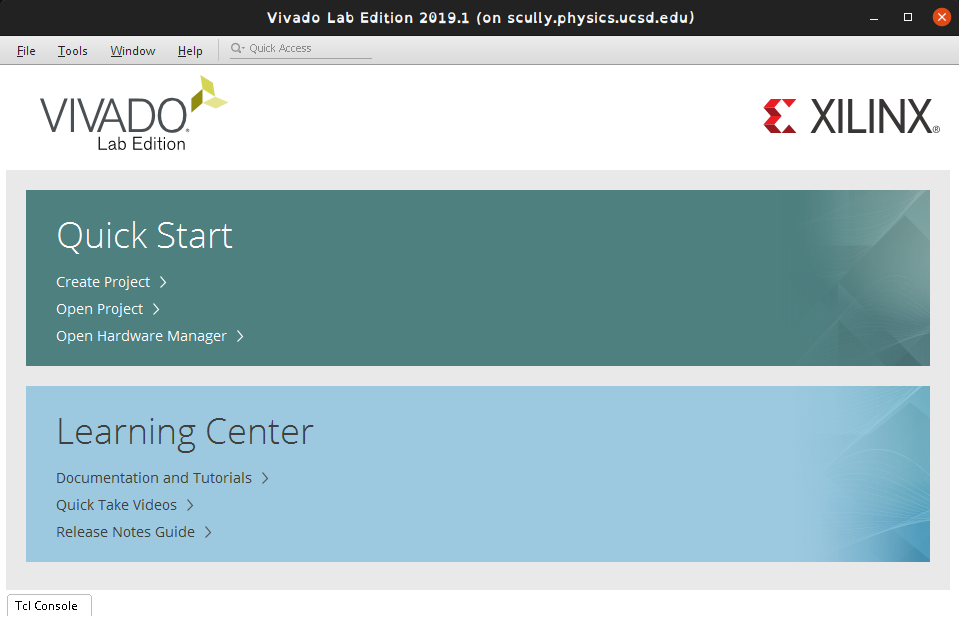 Vivado Lab Edition 2019.1 (on scully.physics.ucsd.edu)
File Tools Window Help Quick Access
VIVADO.
Lab Edition
XILINX®
Quick Start
Create Project
Open Project
Open Hardware Manager
Learning Center
Documentation and Tutorials
Quick Take Videos
Release Notes Guide
Tcl Console